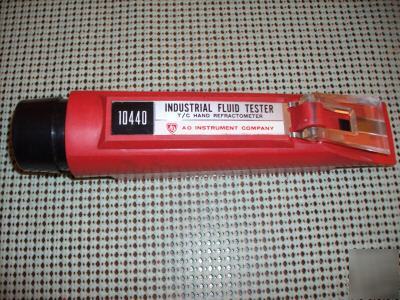 10440
INDUSTRIAL FLUID TESTER
T/C HAND REFRACTOMETER
AO INSTRUMENT COMPANY